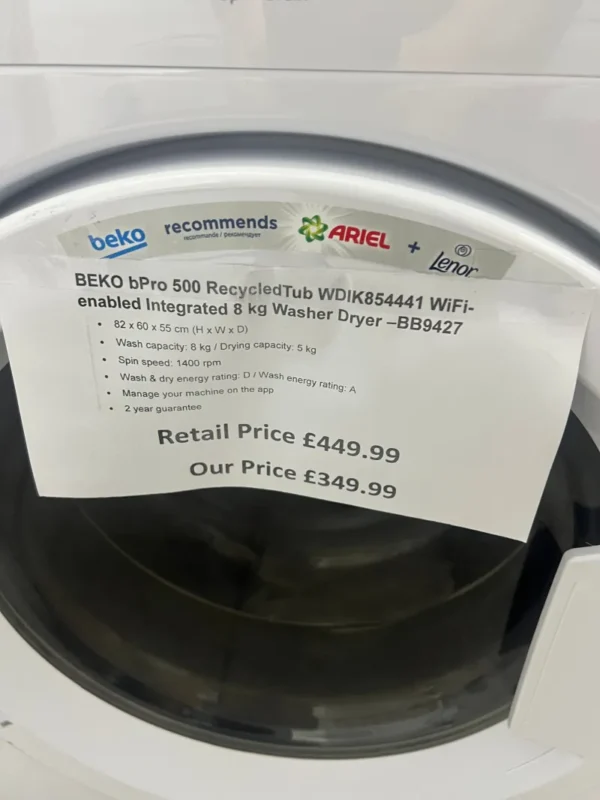 beko recommends ARIEL + Lenor
recommande / рекомендує
BEKO bPro 500 RecycledTub WDIK854441 WiFi-
enabled Integrated 8 kg Washer Dryer –BB9427
• 82 x 60 x 55 cm (H x W x D)
• Wash capacity: 8 kg / Drying capacity: 5 kg
• Spin speed: 1400 rpm
• Wash & dry energy rating: D / Wash energy rating: A
• Manage your machine on the app
• 2 year guarantee
Retail Price £449.99
Our Price £349.99